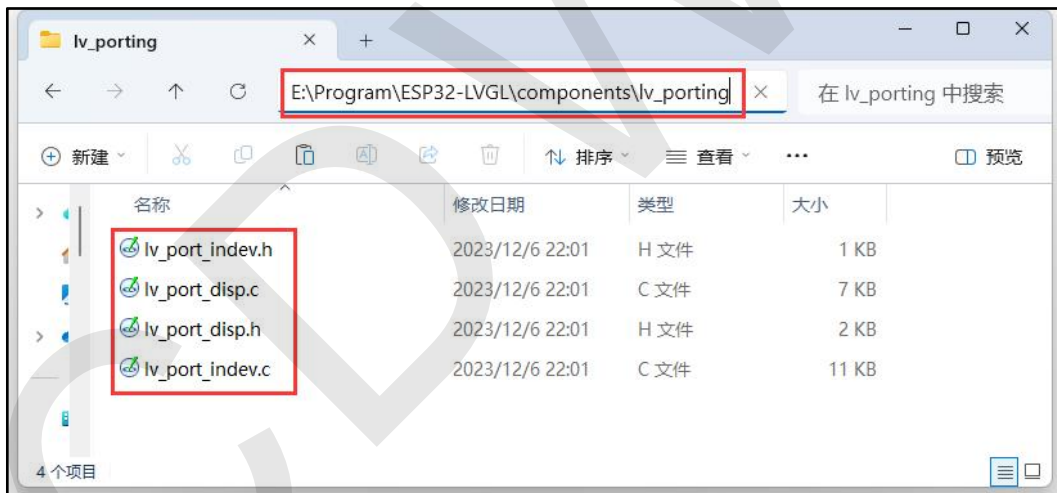 lv_porting
E:\Program\ESP32-LVGL\components\lv_porting
在 lv_porting 中搜索
新建 排序 查看 ... 预览
名称 修改日期 类型 大小
lv_port_indev.h 2023/12/6 22:01 H 文件 1 KB
lv_port_disp.c 2023/12/6 22:01 C 文件 7 KB
lv_port_disp.h 2023/12/6 22:01 H 文件 2 KB
lv_port_indev.c 2023/12/6 22:01 C 文件 11 KB
4 个项目